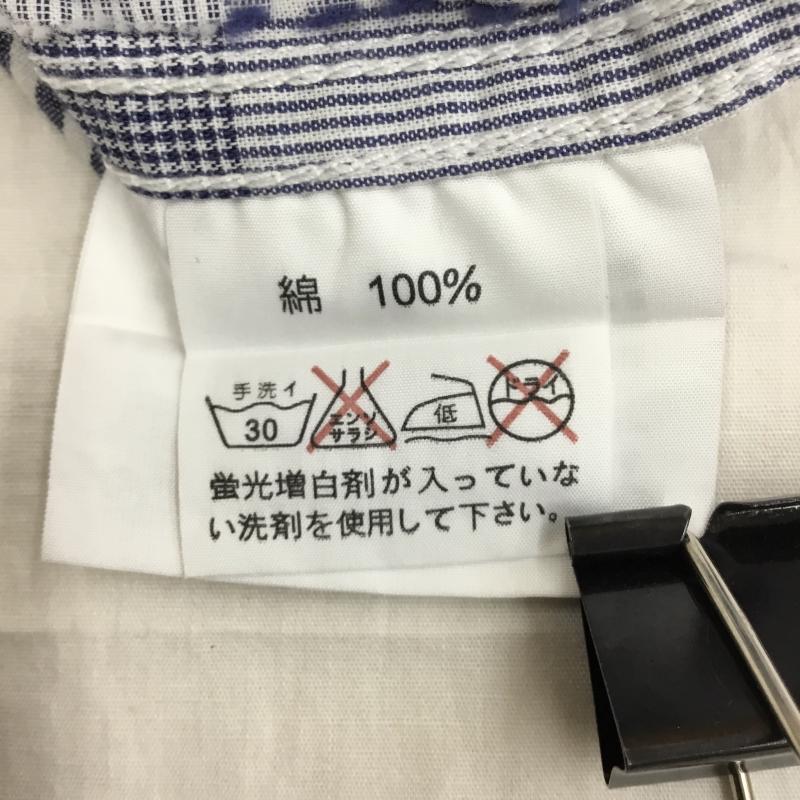 綿 100%
手洗イ
30
エンソ
サラシ
低
ドライ
蛍光増白剤が入っていな
い洗剤を使用して下さい。